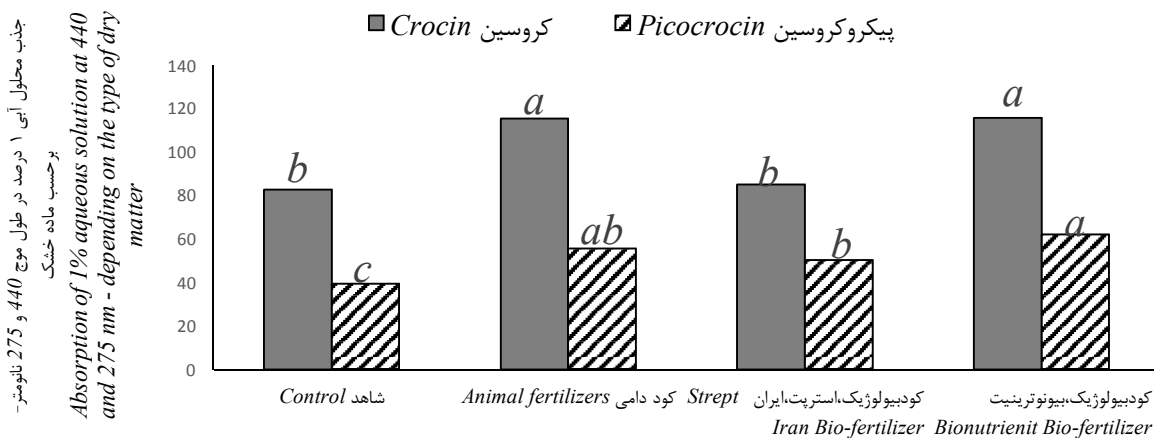 ■ Crocin کروسین ▨ Picocrocin پیکروکروسین
جذب محلول آبی ۱ درصد در طول موج 440 و 275 نانومتر-
برحسب ماده خشک
Absorption of 1% aqueous solution at 440
and 275 nm - depending on the type of dry
matter
140
120
100
80
60
40
20
0
b
c
a
ab
b
b
a
a
شاهد Control
کود دامی Animal fertilizers
کودبیولوژیک،استرپت،ایران Strept
Iran Bio-fertilizer
کودبیولوژیک،بیونوترینیت
Bionutrienit Bio-fertilizer